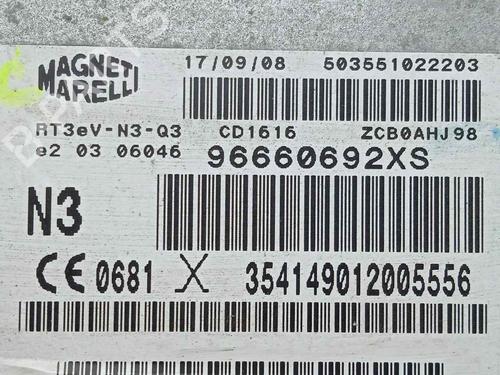 MAGNETI
MARELLI
17/09/08 503551022203
RT3eV-N3-Q3 CD1616 ZCB0AHJ98
e2 03 06046 96660692XS
N3
CE 0681 X 354149012005556